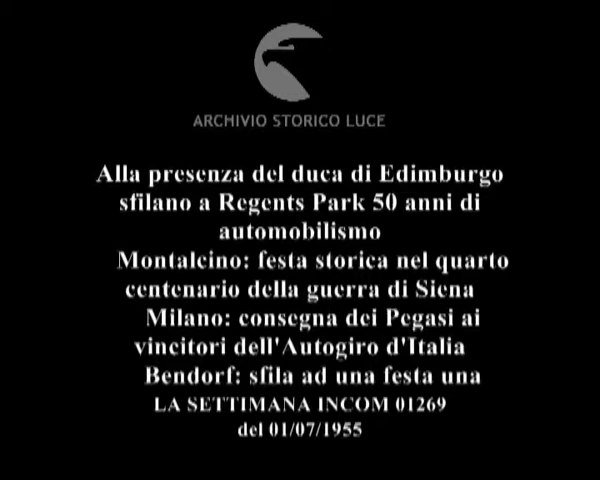 ARCHIVIO STORICO LUCE
Alla presenza del duca di Edimburgo
sfilano a Regents Park 50 anni di
automobilismo
Montalcino: festa storica nel quarto
centenario della guerra di Siena
Milano: consegna dei Pegasi ai
vincitori dell'Autogiro d'Italia
Bendorf: sfila ad una festa una
LA SETTIMANA INCOM 01269
del 01/07/1955